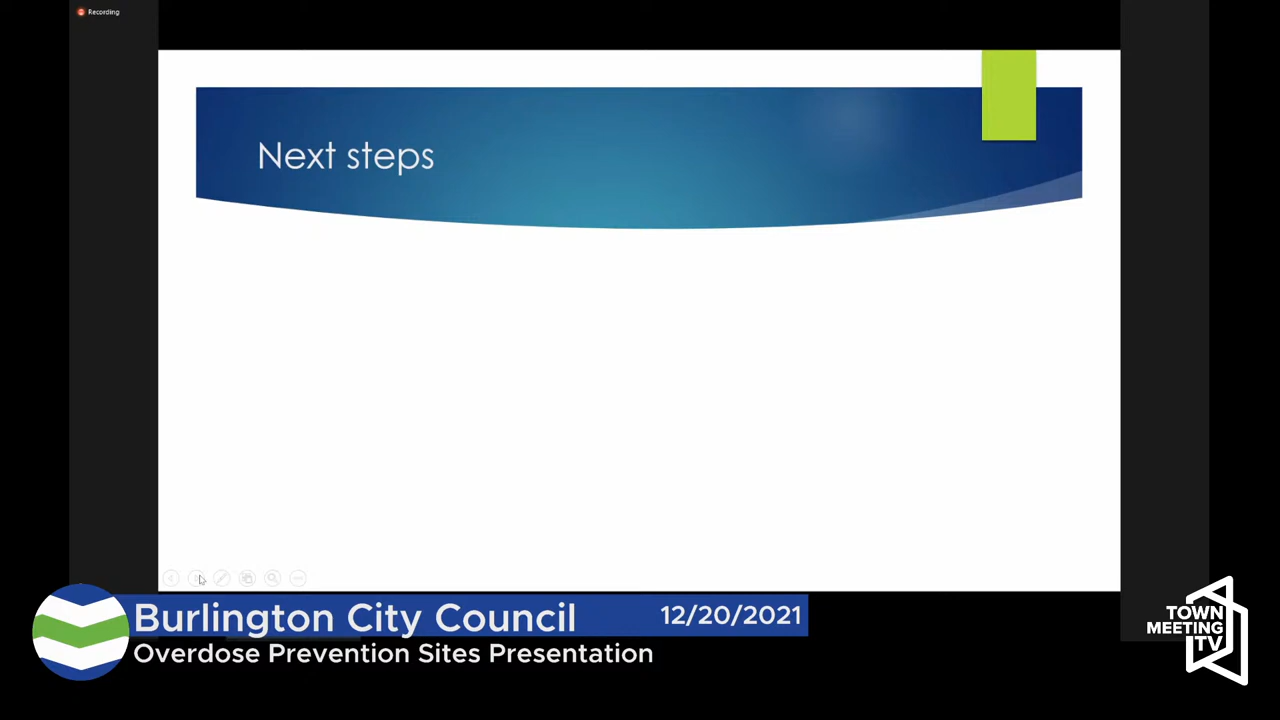 Recording
Next steps
Burlington City Council
12/20/2021
Overdose Prevention Sites Presentation
TOWN
MEETING
TV